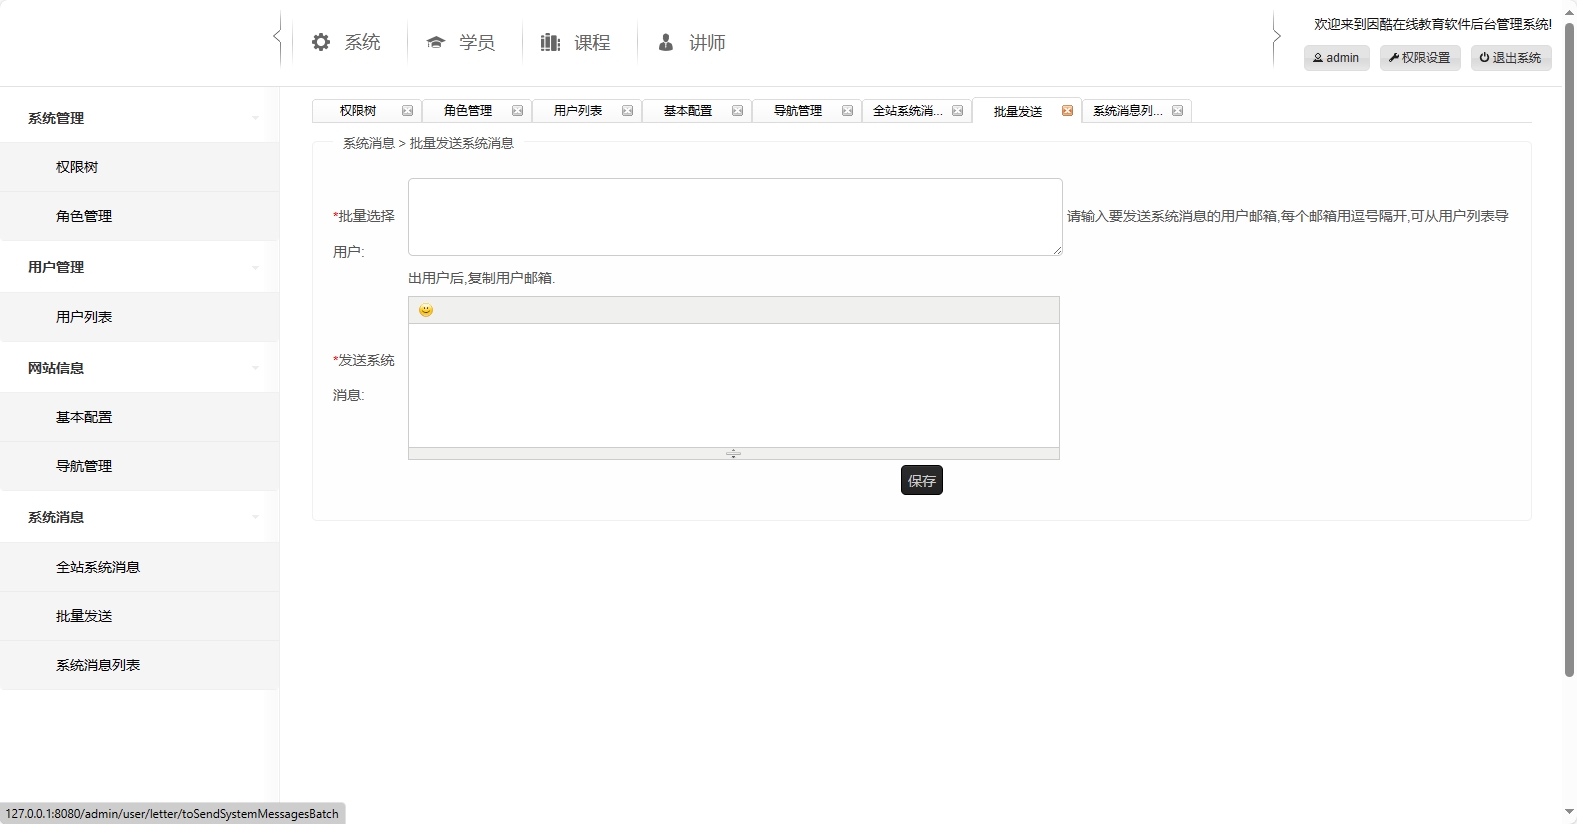 系统
学员
课程
讲师
欢迎来到因酷在线教育软件后台管理系统!
admin
权限设置
退出系统
系统管理
权限树
角色管理
用户管理
用户列表
网站信息
基本配置
导航管理
系统消息
全站系统消息
批量发送
系统消息列表
权限树
角色管理
用户列表
基本配置
导航管理
全站系统消...
批量发送
系统消息列...
系统消息 > 批量发送系统消息
*批量选择
用户:
请输入要发送系统消息的用户邮箱,每个邮箱用逗号隔开,可从用户列表导
出用户后,复制用户邮箱.
*发送系统
消息:
保存
127.0.0.1:8080/admin/user/letter/toSendSystemMessagesBatch